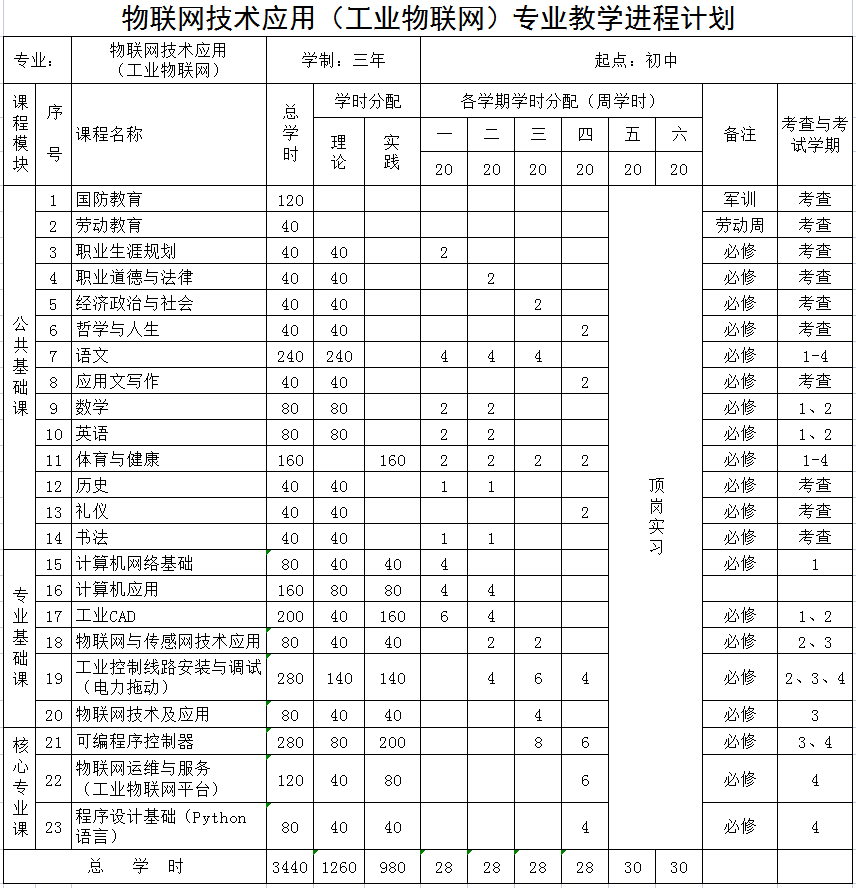 物联网技术应用（工业物联网）专业教学进程计划
专业： 物联网技术应用（工业物联网） 学制：三年 起点：初中
课程模块 序号 课程名称 总学时 学时分配 各学期学时分配（周学时） 备注 考查与考试学期
理论 实践 一 二 三 四 五 六
20 20 20 20 20 20
公共基础课
1 国防教育 120 军训 考查
2 劳动教育 40 劳动周 考查
3 职业生涯规划 40 40 2 必修 考查
4 职业道德与法律 40 40 2 必修 考查
5 经济政治与社会 40 40 2 必修 考查
6 哲学与人生 40 40 2 必修 考查
7 语文 240 240 4 4 4 必修 1-4
8 应用文写作 40 40 2 必修 考查
9 数学 80 80 2 2 必修 1、2
10 英语 80 80 2 2 必修 1、2
11 体育与健康 160 160 2 2 2 2 必修 1-4
12 历史 40 40 1 1 必修 考查
13 礼仪 40 40 2 必修 考查
14 书法 40 40 1 1 必修 考查
顶岗实习
专业基础课
15 计算机网络基础 80 40 40 4 必修 1
16 计算机应用 160 80 80 4 4
17 工业CAD 200 40 160 6 4 必修 1、2
18 物联网与传感网技术应用 80 40 40 2 2 必修 2、3
19 工业控制线路安装与调试（电力拖动） 280 140 140 4 6 4 必修 2、3、4
20 物联网技术及应用 80 40 40 4 必修 3
核心专业课
21 可编程序控制器 280 80 200 8 6 必修 3、4
22 物联网运维与服务（工业物联网平台） 120 40 80 6 必修 4
23 程序设计基础（Python语言） 80 40 40 4 必修 4
总 学 时 3440 1260 980 28 28 28 28 30 30